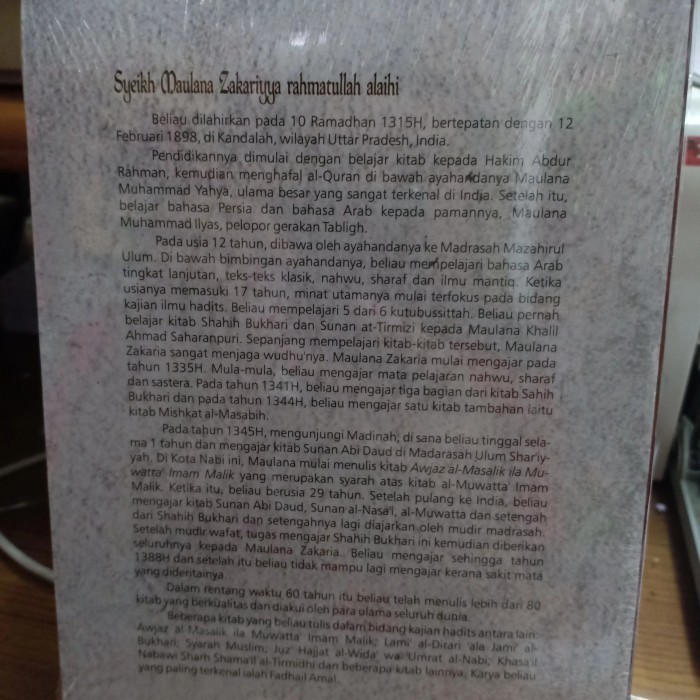 Syeikh Maulana Zakariyya rahmatullah alaihi
Beliau dilahirkan pada 10 Ramadhan 1315H, bertepatan dengan 12
Februari 1898, di Kandalah, wilayah Uttar Pradesh, India.
Pendidikannya dimulai dengan belajar kitab kepada Hakim Abdur
Rahman, kemudian menghafal al-Quran di bawah ayahandanya Maulana
Muhammad Yahya, ulama besar yang sangat terkenal di India. Setelah itu,
belajar bahasa Persia dan bahasa Arab kepada pamannya, Maulana
Muhammad Ilyas, pelopor gerakan Tabligh.
Pada usia 12 tahun, dibawa oleh ayahandanya ke Madrasah Mazahirul
Ulum. Di bawah bimbingan ayahandanya, beliau mempelajari bahasa Arab
tingkat lanjutan, teks-teks klasik, nahwu, sharaf dan ilmu mantiq. Ketika
usianya memasuki 17 tahun, minat utamanya mulai terfokus pada bidang
kajian ilmu hadits. Beliau mempelajari 5 dari 6 kutubussittah. Beliau pernah
belajar kitab Shahih Bukhari dan Sunan at-Tirmizi kepada Maulana Khalil
Ahmad Saharanpuri. Sepanjang mempelajari kitab-kitab tersebut, Maulana
Zakaria sangat menjaga wudhu'nya. Maulana Zakaria mulai mengajar pada
tahun 1335H. Mula-mula, beliau mengajar mata pelajaran nahwu, sharaf
dan sastera. Pada tahun 1341H, beliau mengajar tiga bagian dari kitab Sahih
Bukhari dan pada tahun 1344H, beliau mengajar satu kitab tambahan iaitu
kitab Mishkat al-Masabih.
Pada tahun 1345H, mengunjungi Madinah, di sana beliau tinggal sela-
ma 1 tahun dan mengajar kitab Sunan Abi Daud di Madarasah Ulum Shar'iy-
yah. Di Kota Nabi ini, Maulana mulai menulis kitab Awjaz al-Masalik ila Mu-
watta' Imam Malik yang merupakan syarah atas kitab al-Muwatta' Imam
Malik. Ketika itu, beliau berusia 29 tahun. Setelah pulang ke India, beliau
mengajar kitab Sunan Abi Daud, Sunan al-Nasa'I, al-Muwatta dan setengah
dari Shahih Bukhari dan setengahnya lagi diajarkan oleh mudir madrasah.
Setelah mudir wafat, tugas mengajar Shahih Bukhari ini kemudian diberikan
seluruhnya kepada Maulana Zakaria. Beliau mengajar sehingga tahun
1388H dan setelah itu beliau tidak mampu lagi mengajar kerana sakit mata
yang dideritainya.
Dalam rentang waktu 60 tahun itu beliau telah menulis lebih dari 80
kitab yang berkualitas dan diakui oleh para ulama seluruh dunia.
Beberapa kitab yang beliau tulis dalam bidang kajian hadits antara lain:
Awjaz al-Masalik ila Muwatta' Imam Malik; Lami' al-Dirari 'ala Jami' al-
Bukhari; Syarah Muslim; Juz' Hajjat al-Wida' wa 'Umrat al-Nabi; Khasa'il
Nabawi Sharh Shama'il al-Tirmidhi dan beberapa kitab lainnya. Karya beliau
yang paling terkenal ialah Fadhail Amal.